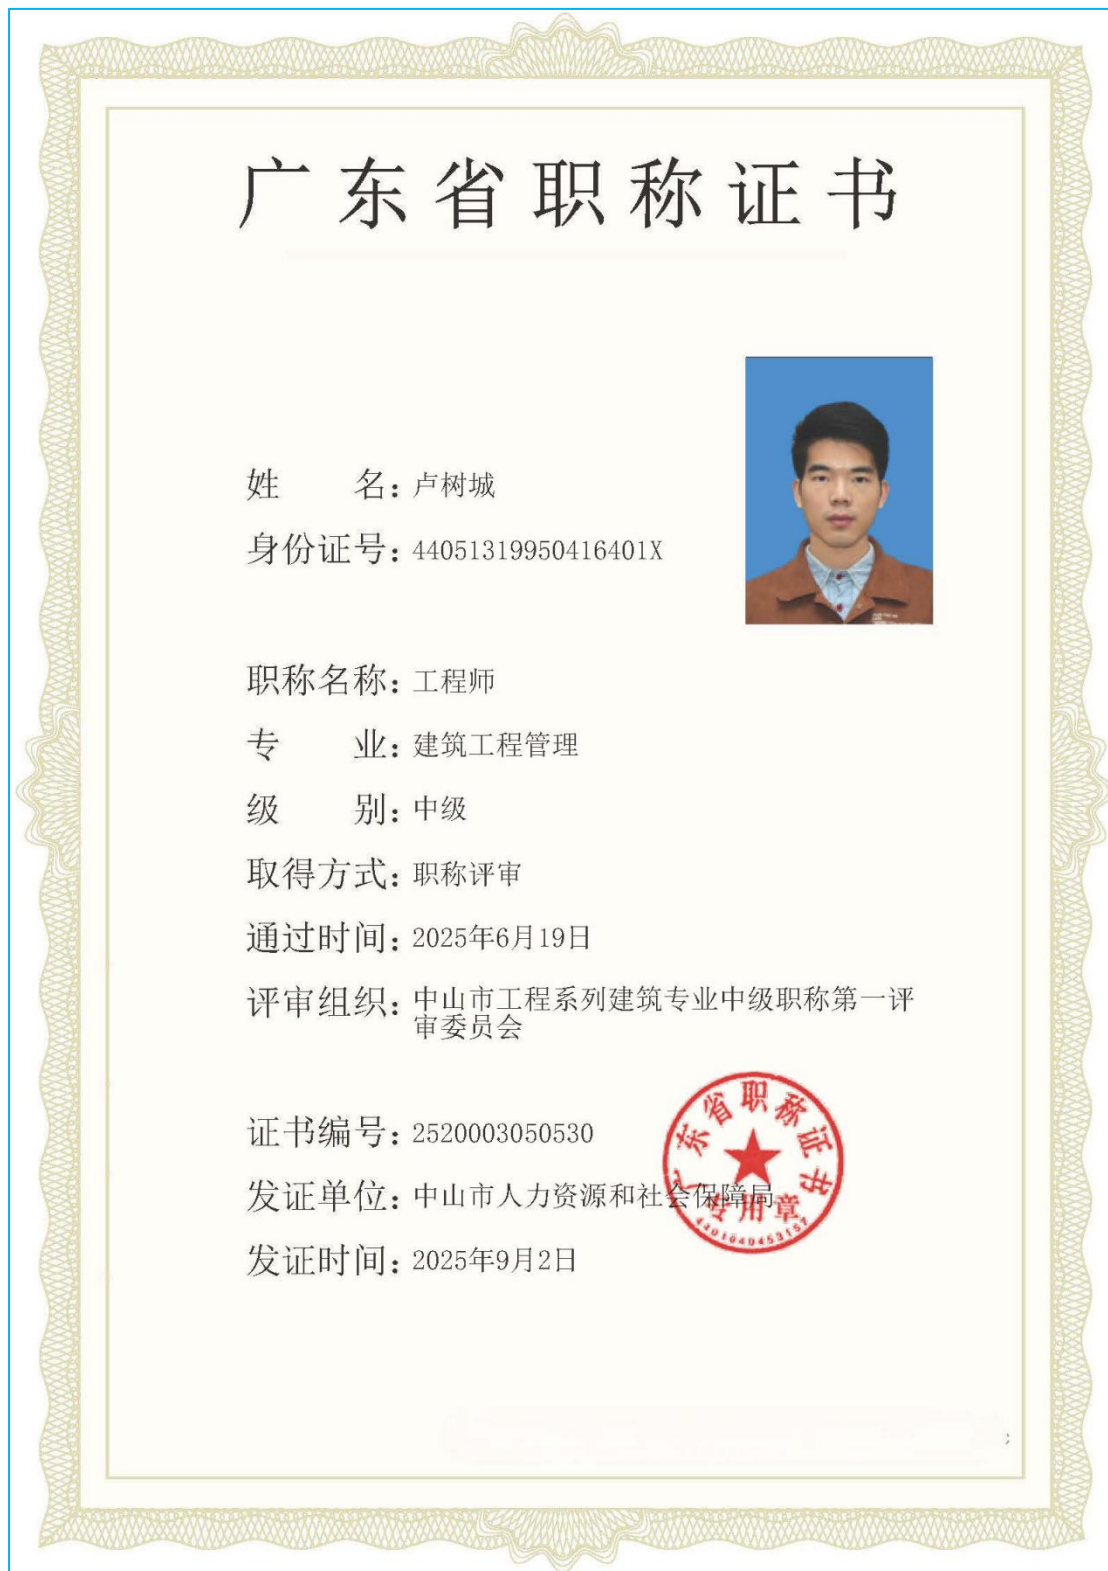 广东省职称证书
姓名：卢树城
身份证号：44051319950416401X
职称名称：工程师
专业：建筑工程管理
级别：中级
取得方式：职称评审
通过时间：2025年6月19日
评审组织：中山市工程系列建筑专业中级职称第一评
审委员会
证书编号：2520003050530
发证单位：中山市人力资源和社会保障局
发证时间：2025年9月2日
广东省职称证书
专用章
4401040453157